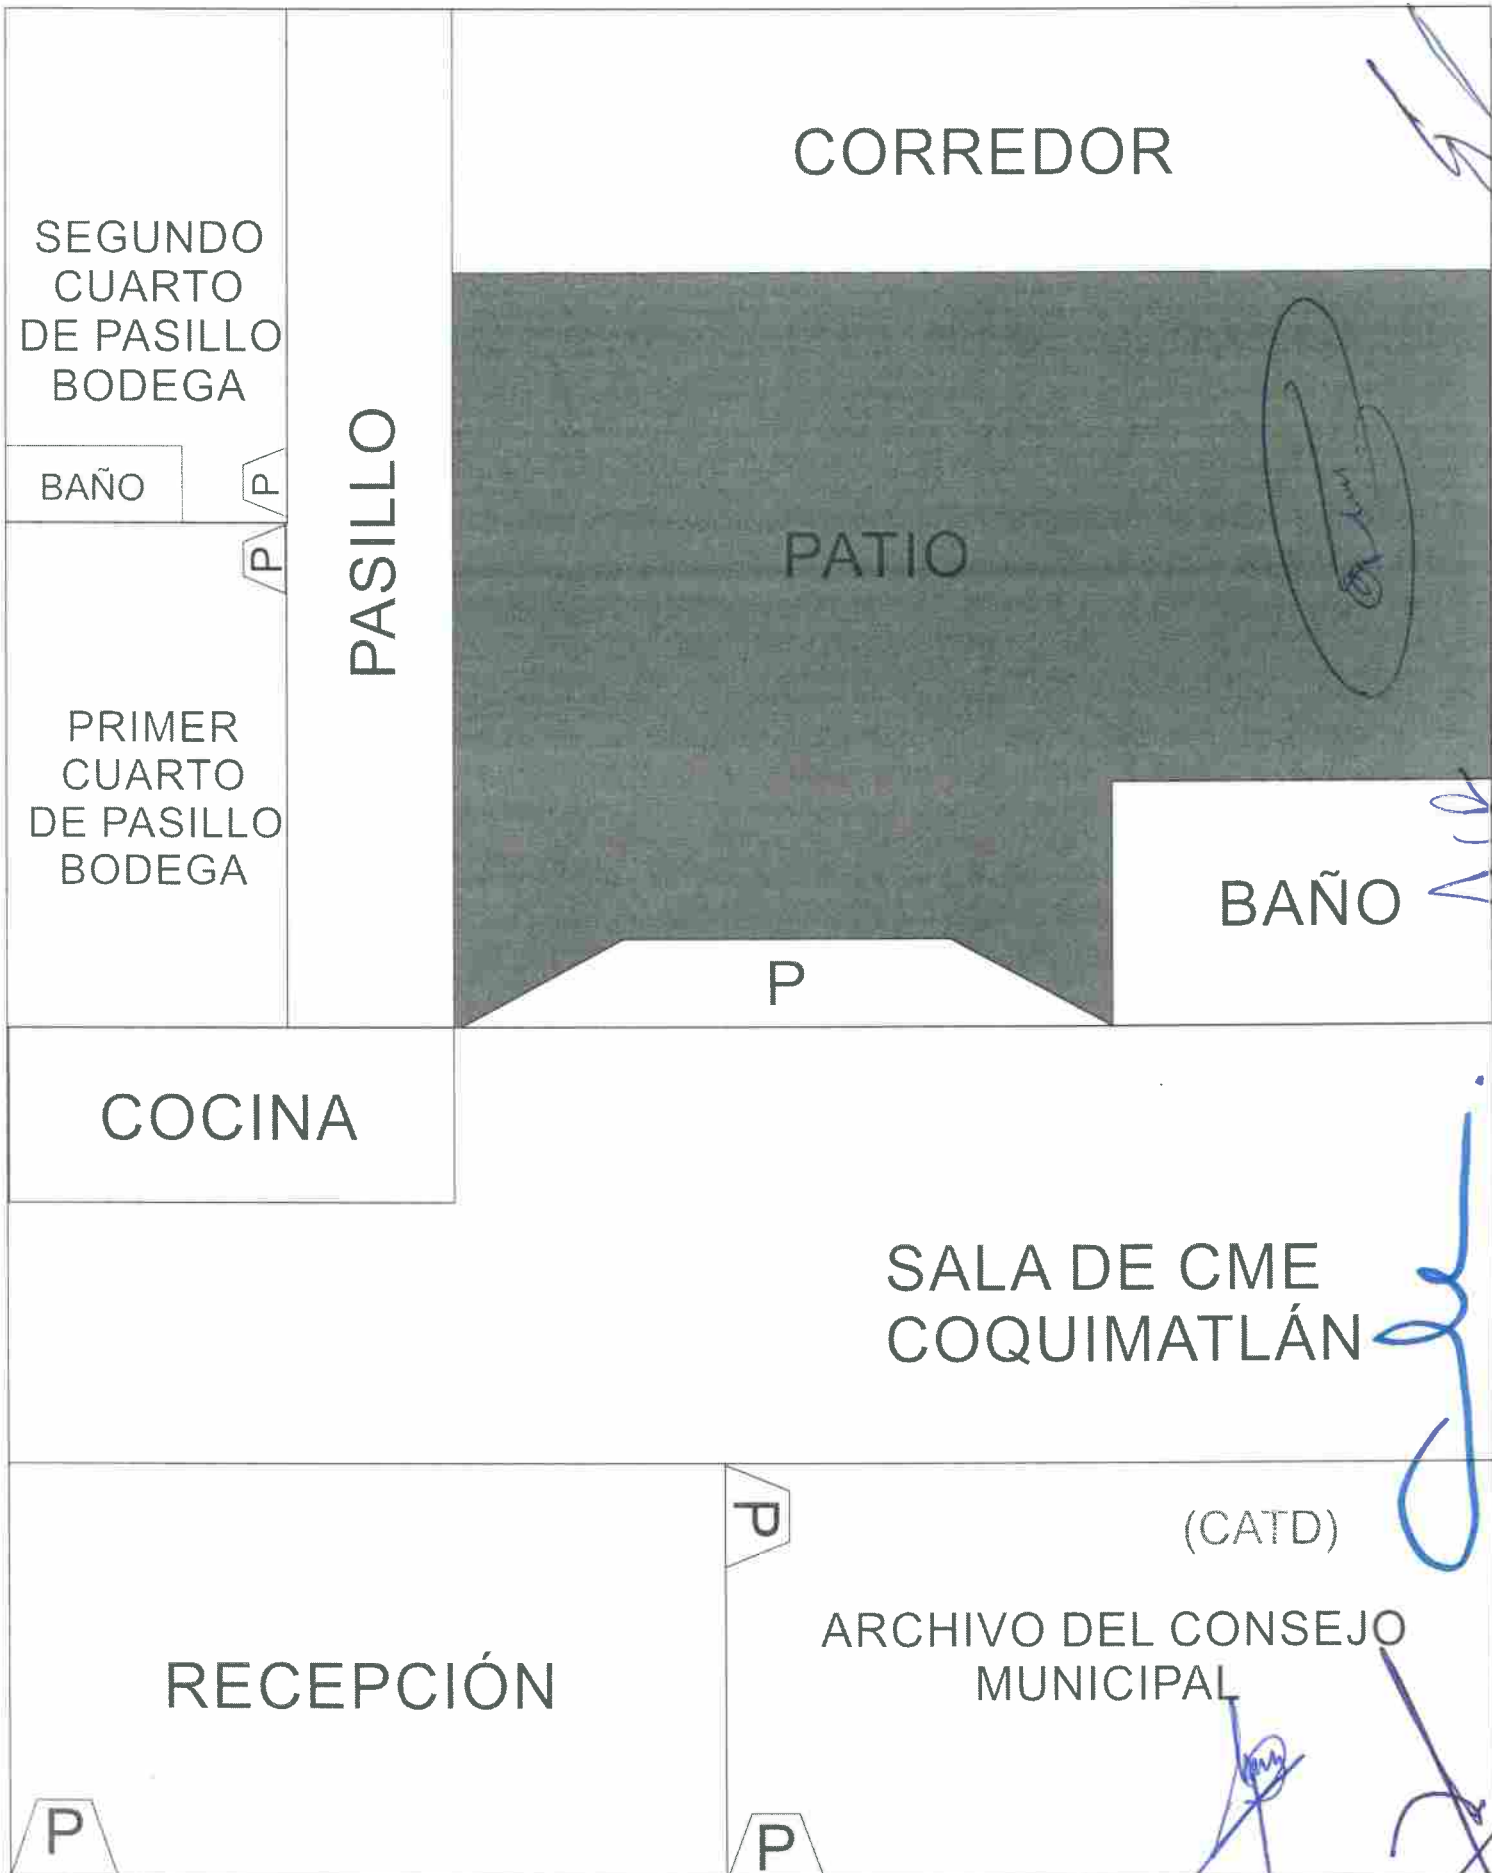 CORREDOR
SEGUNDO
CUARTO
DE PASILLO
BODEGA
BAÑO
P
PASILLO
PATIO
P
PRIMER
CUARTO
DE PASILLO
BODEGA
BAÑO
P
COCINA
SALA DE CME
COQUIMATLÁN
P
(CATD)
ARCHIVO DEL CONSEJO
MUNICIPAL
RECEPCIÓN
P
P